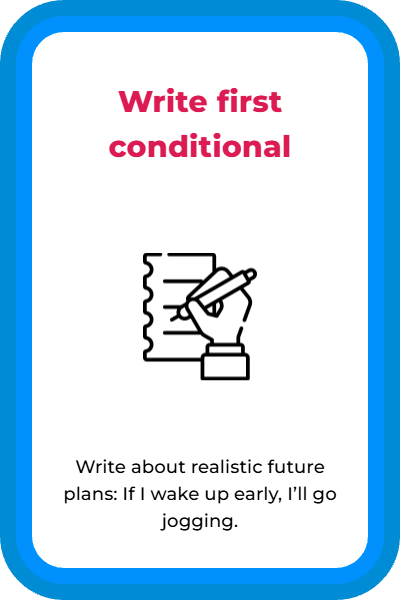 Write first
conditional
Write about realistic future
plans: If I wake up early, I’ll go
jogging.